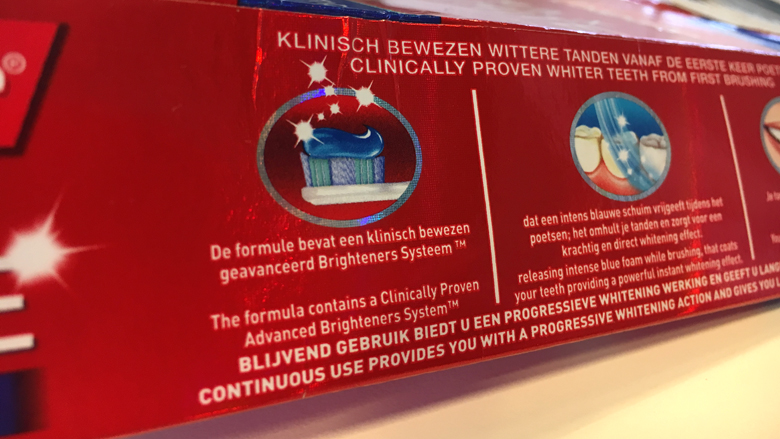 ®
KLINISCH BEWEZEN WITTERE TANDEN VANAF DE EERSTE KEER
CLINICALLY PROVEN WHITER TEETH FROM FIRST BRUSHING
De formule bevat een klinisch bewezen
geavanceerd Brighteners Systeem™
The formula contains a Clinically Proven
Advanced Brighteners System™
dat een intens blauwe schuim vrijgeeft tijdens het
poetsen; het omhult je tanden en zorgt voor een
krachtig en direct whitening effect.
releasing intense blue foam while brushing, that coats
your teeth providing a powerful instant whitening effect.
BLIJVEND GEBRUIK BIEDT U EEN PROGRESSIEVE WHITENING WERKING EN GEEFT U
CONTINUOUS USE PROVIDES YOU WITH A PROGRESSIVE WHITENING ACTION AND GIVES